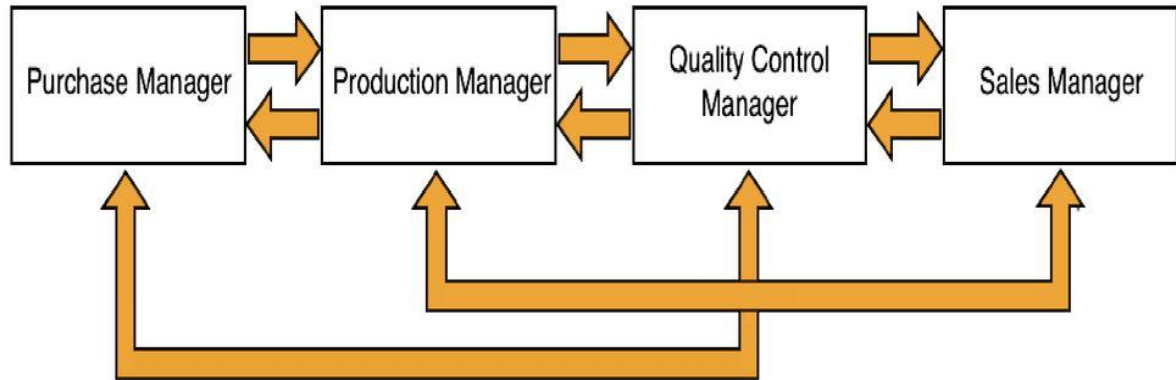 Purchase Manager
Production Manager
Quality Control
Manager
Sales Manager